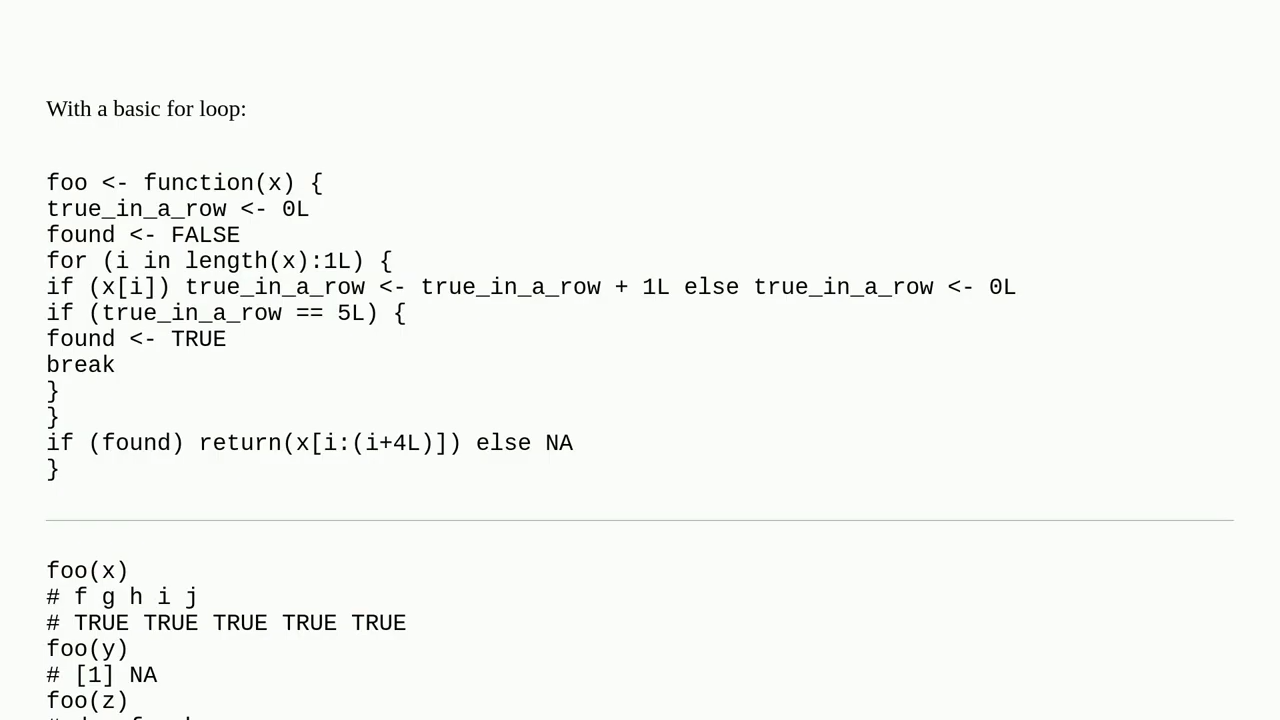 With a basic for loop:
foo <- function(x) {
true_in_a_row <- 0L
found <- FALSE
for (i in length(x):1L) {
if (x[i]) true_in_a_row <- true_in_a_row + 1L else true_in_a_row <- 0L
if (true_in_a_row == 5L) {
found <- TRUE
break
}
}
if (found) return(x[i:(i+4L)]) else NA
}
foo(x)
# f g h i j
# TRUE TRUE TRUE TRUE TRUE
foo(y)
# [1] NA
foo(z)